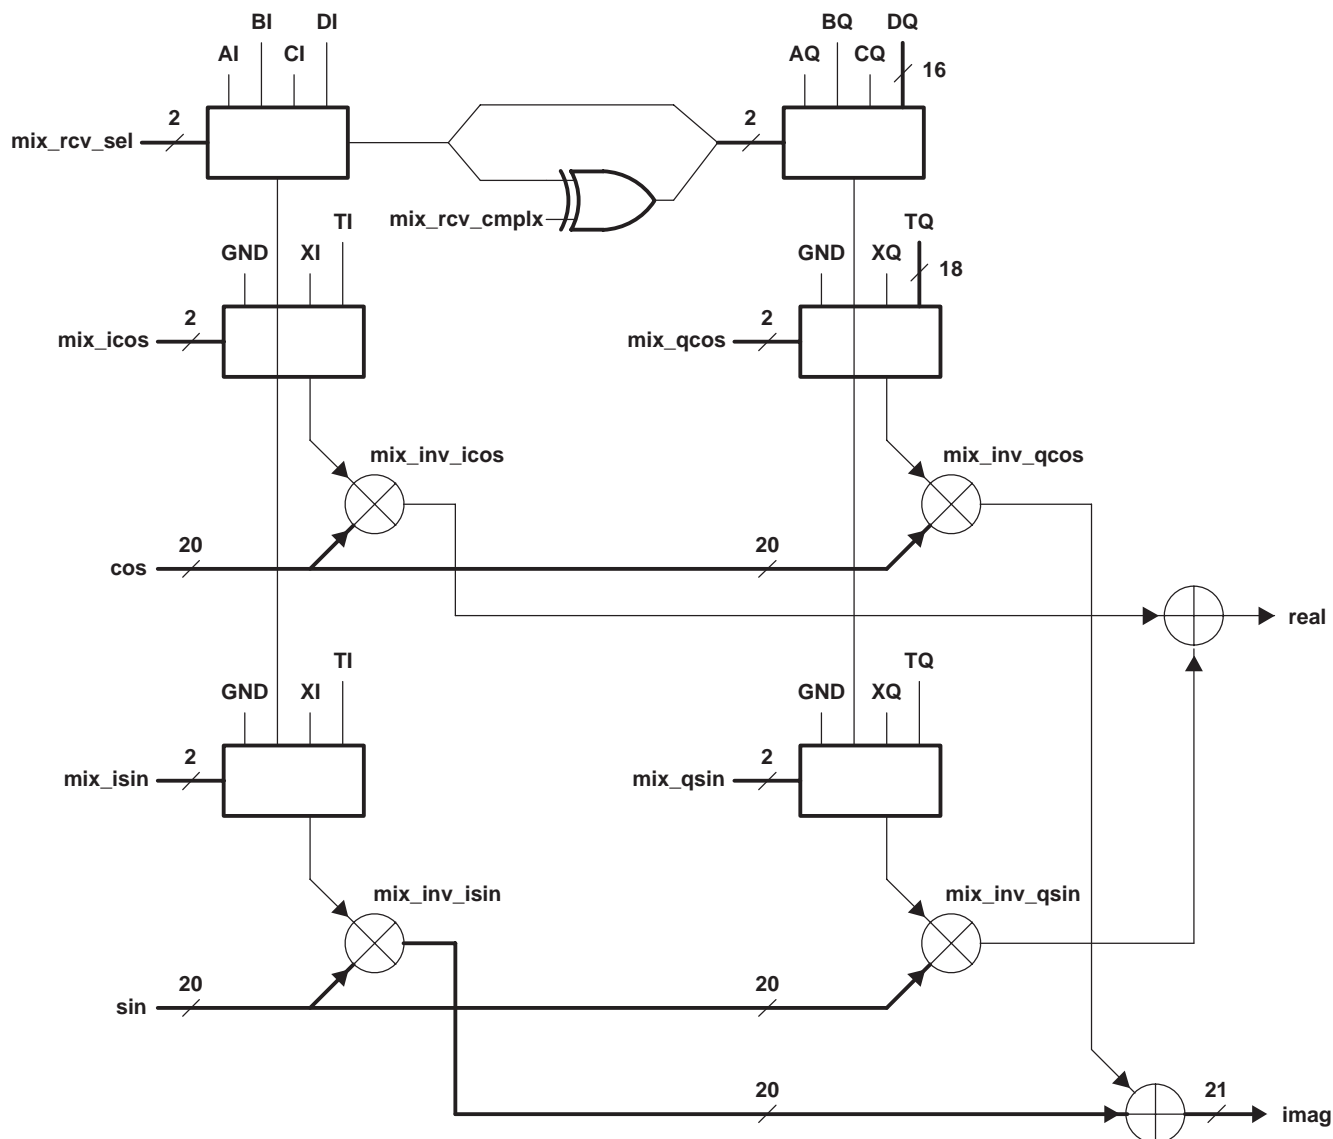 BI DI BQ DQ
AI CI AQ CQ 16
mix_rcv_sel 2 2
mix_rcv_cmplx
TI TQ
GND XI GND XQ 18
mix_icos 2 mix_qcos 2
mix_inv_icos mix_inv_qcos
cos 20 20
real
TI TQ
GND XI GND XQ
mix_isin 2 mix_qsin 2
mix_inv_isin mix_inv_qsin
sin 20 20
20 21
imag